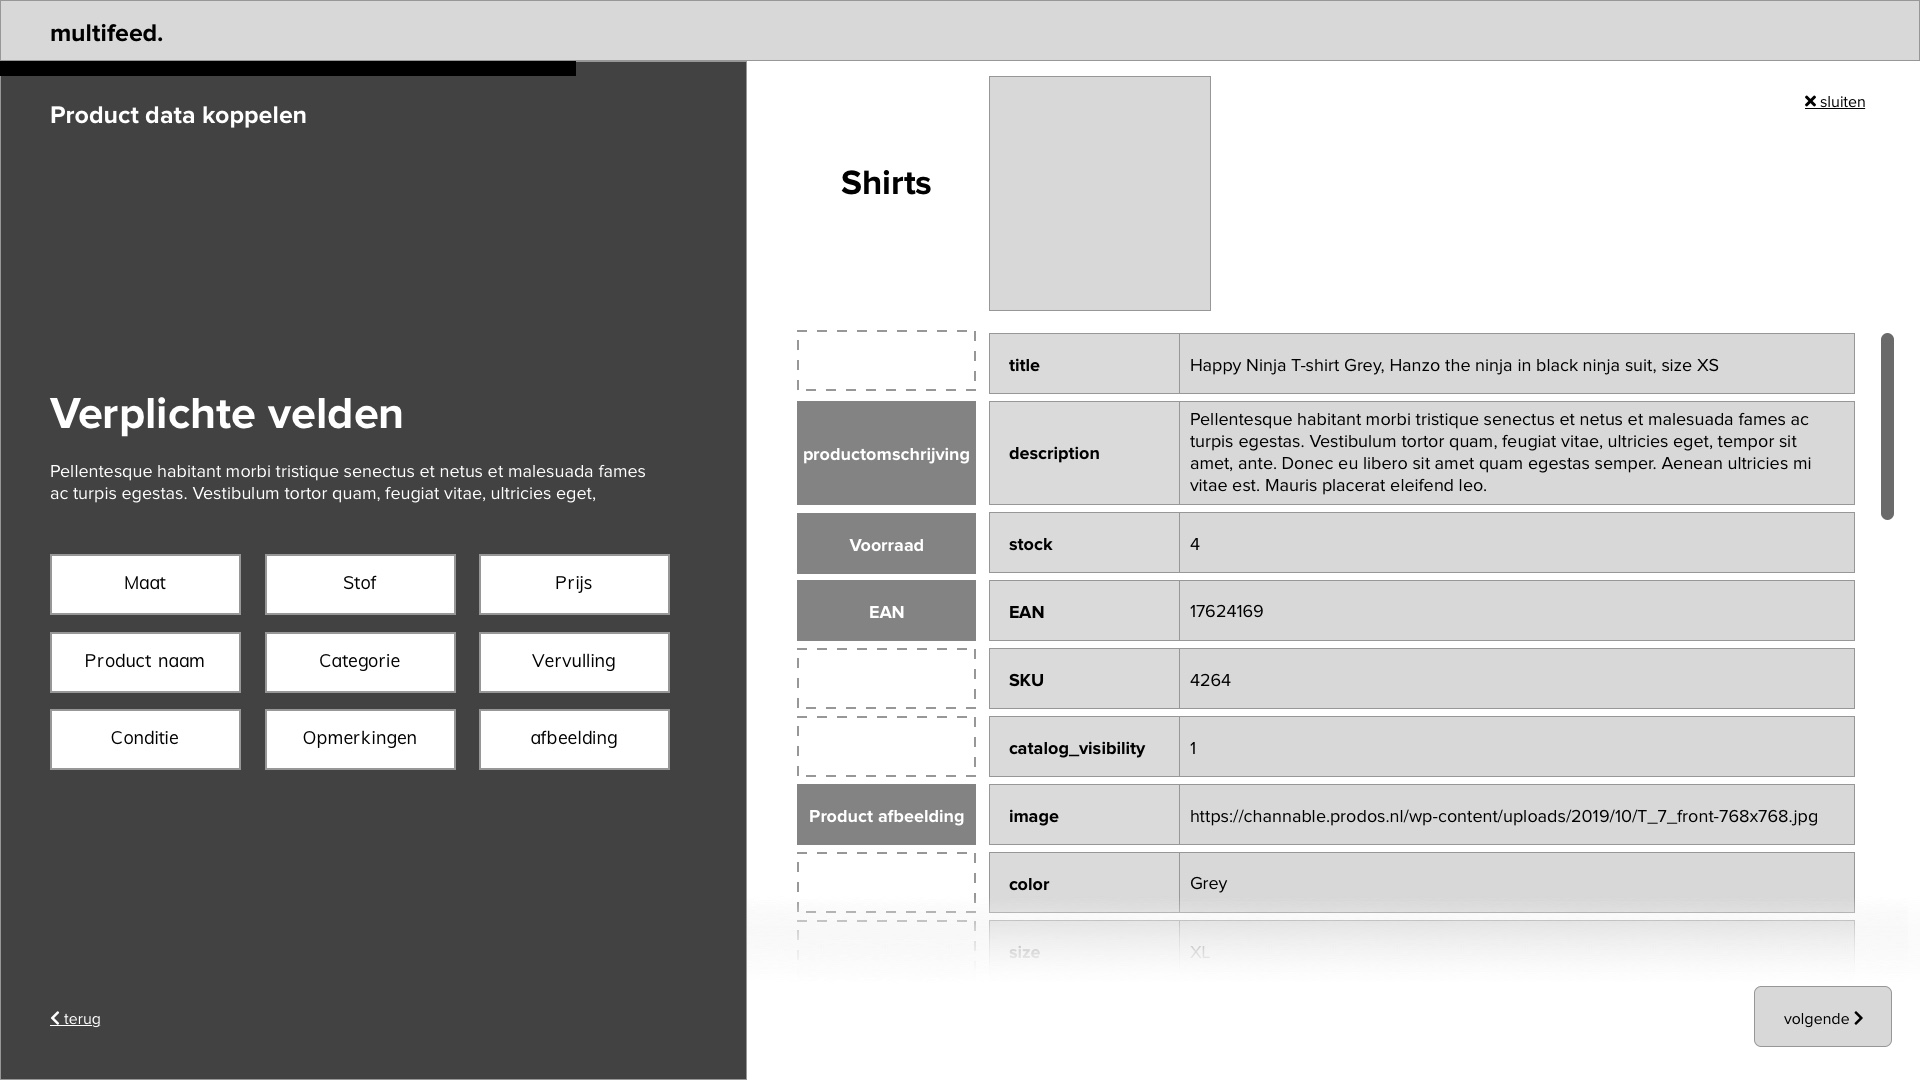 multifeed.
Product data koppelen
Verplichte velden
Pellentesque habitant morbi tristique senectus et netus et malesuada fames
ac turpis egestas. Vestibulum tortor quam, feugiat vitae, ultricies eget,
Maat
Stof
Prijs
Product naam
Categorie
Vervulling
Conditie
Opmerkingen
afbeelding
terug
sluiten
Shirts
title
Happy Ninja T-shirt Grey, Hanzo the ninja in black ninja suit, size XS
productomschrijving
description
Pellentesque habitant morbi tristique senectus et netus et malesuada fames ac
turpis egestas. Vestibulum tortor quam, feugiat vitae, ultricies eget, tempor sit
amet, ante. Donec eu libero sit amet quam egestas semper. Aenean ultricies mi
vitae est. Mauris placerat eleifend leo.
Voorraad
stock
4
EAN
EAN
17624169
SKU
4264
catalog_visibility
1
Product afbeelding
image
https://channable.prodos.nl/wp-content/uploads/2019/10/T_7_front-768x768.jpg
color
Grey
size
XL
volgende